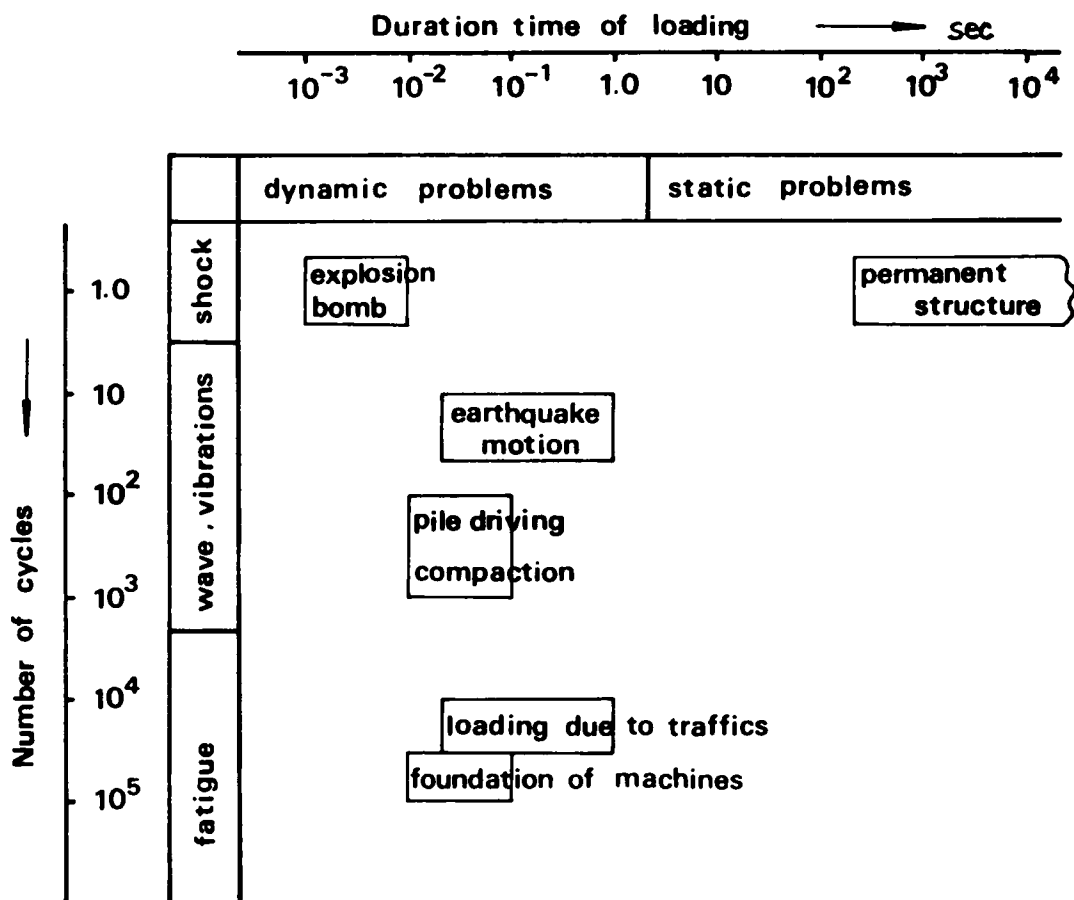 Duration time of loading → sec
10⁻³ 10⁻² 10⁻¹ 1.0 10 10² 10³ 10⁴
dynamic problems static problems
shock
wave, vibrations
fatigue
Number of cycles
1.0
10
10²
10³
10⁴
10⁵
explosion
bomb
permanent
structure
earthquake
motion
pile driving
compaction
loading due to traffics
foundation of machines